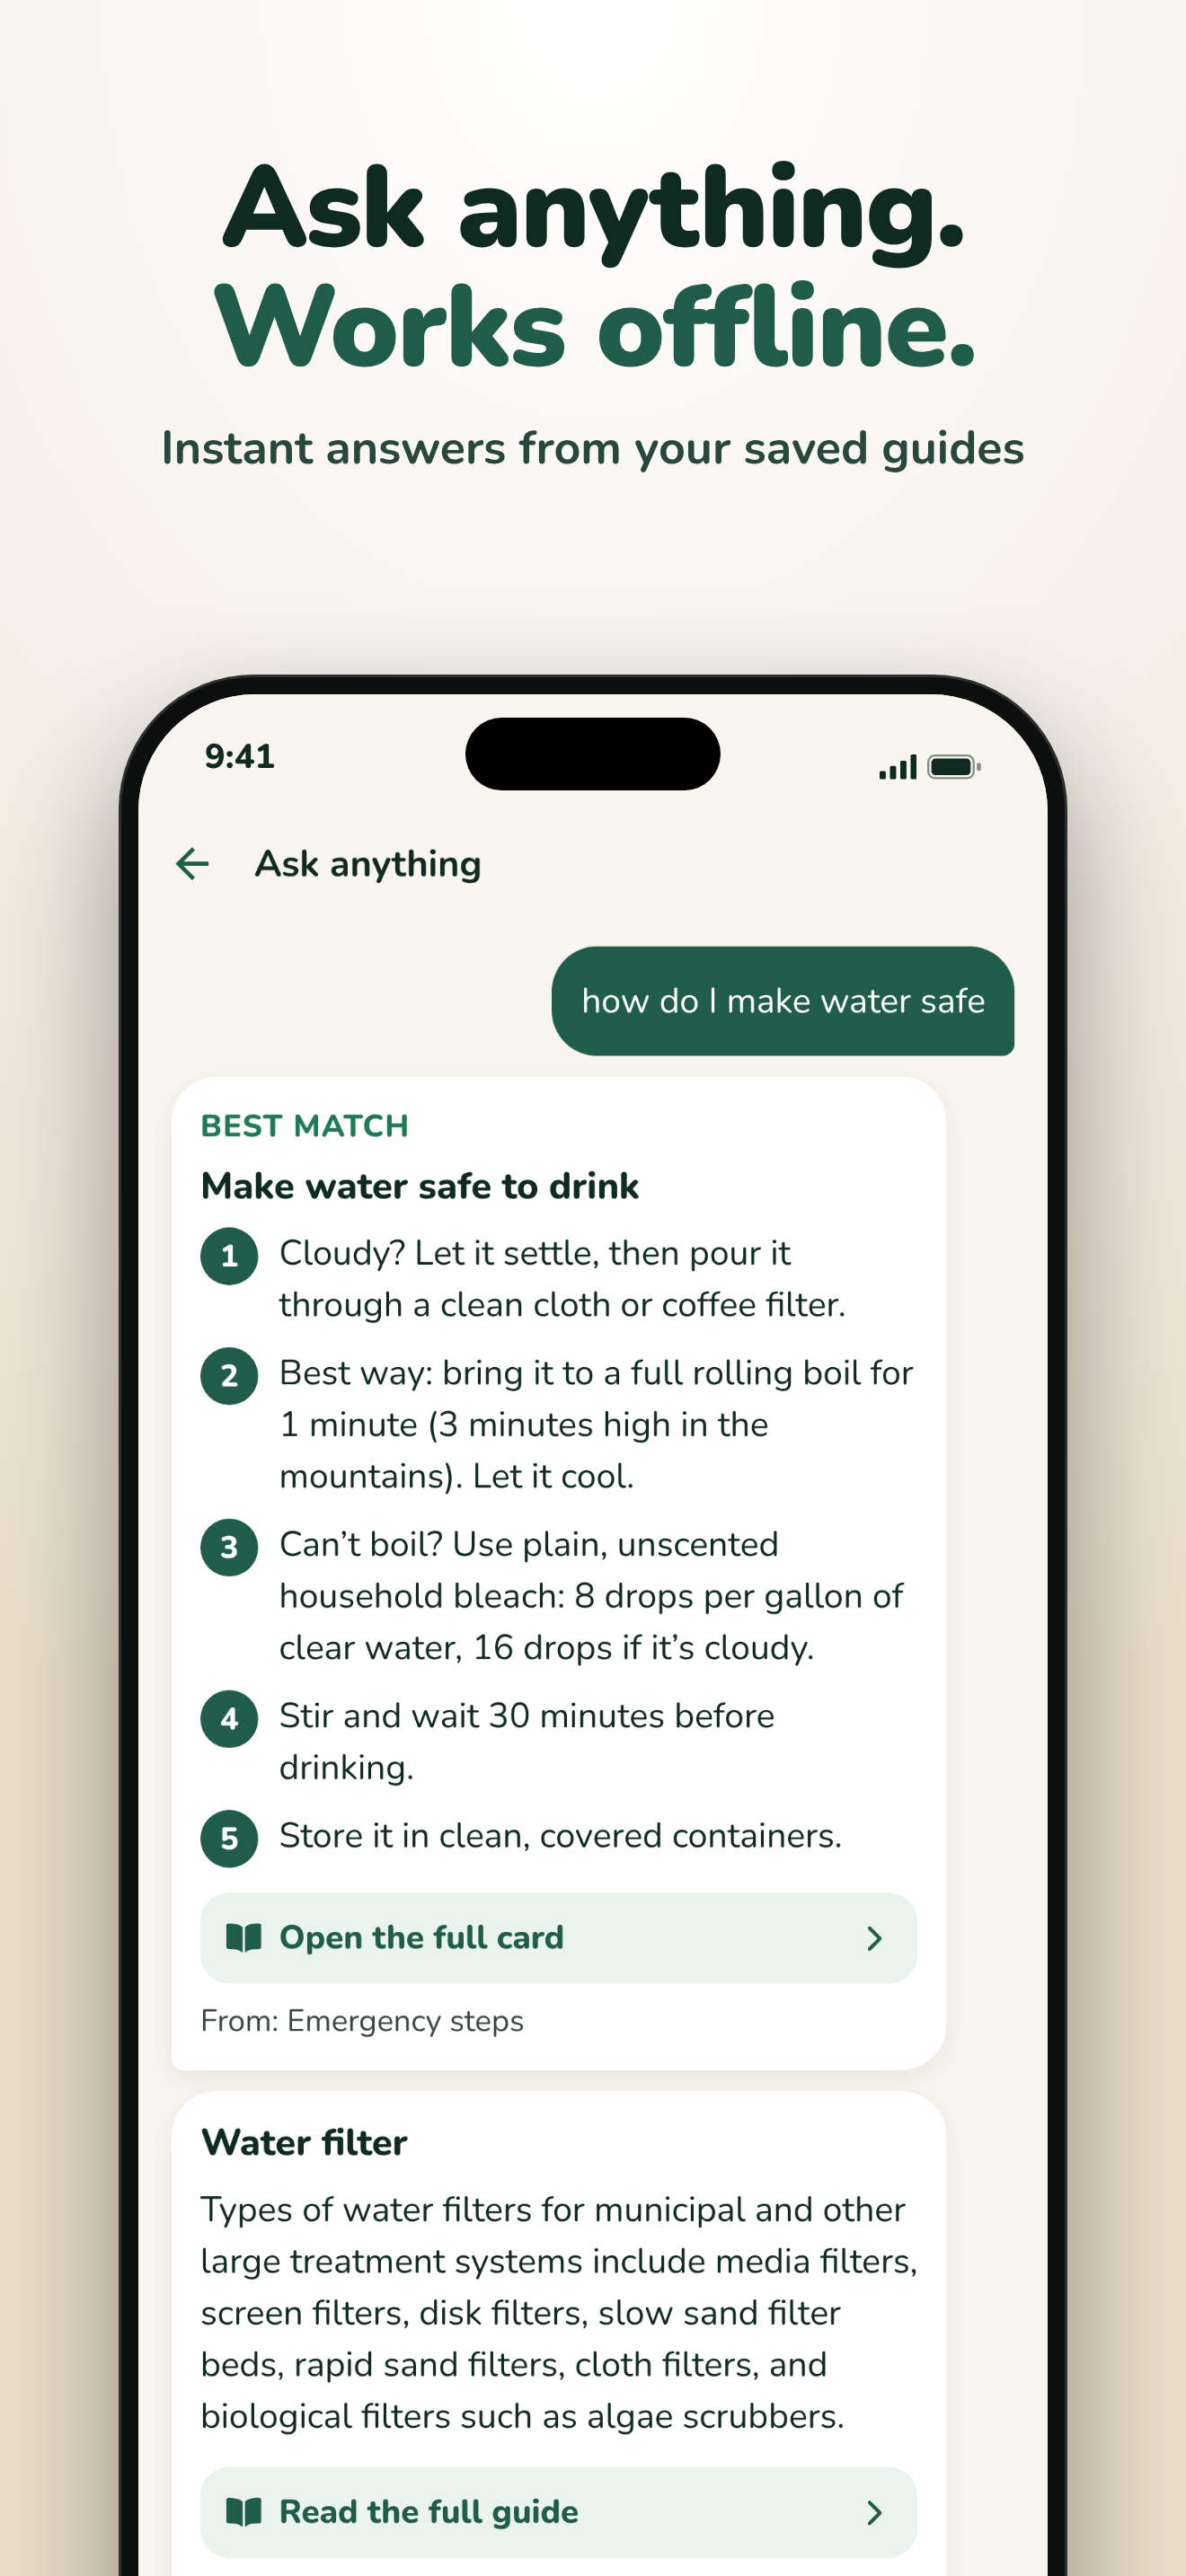 Ask anything.
Works offline.
Instant answers from your saved guides
9:41
Ask anything
how do I make water safe
BEST MATCH
Make water safe to drink
1 Cloudy? Let it settle, then pour it
through a clean cloth or coffee filter.
2 Best way: bring it to a full rolling boil for
1 minute (3 minutes high in the
mountains). Let it cool.
3 Can’t boil? Use plain, unscented
household bleach: 8 drops per gallon of
clear water, 16 drops if it’s cloudy.
4 Stir and wait 30 minutes before
drinking.
5 Store it in clean, covered containers.
Open the full card
From: Emergency steps
Water filter
Types of water filters for municipal and other
large treatment systems include media filters,
screen filters, disk filters, slow sand filter
beds, rapid sand filters, cloth filters, and
biological filters such as algae scrubbers.
Read the full guide